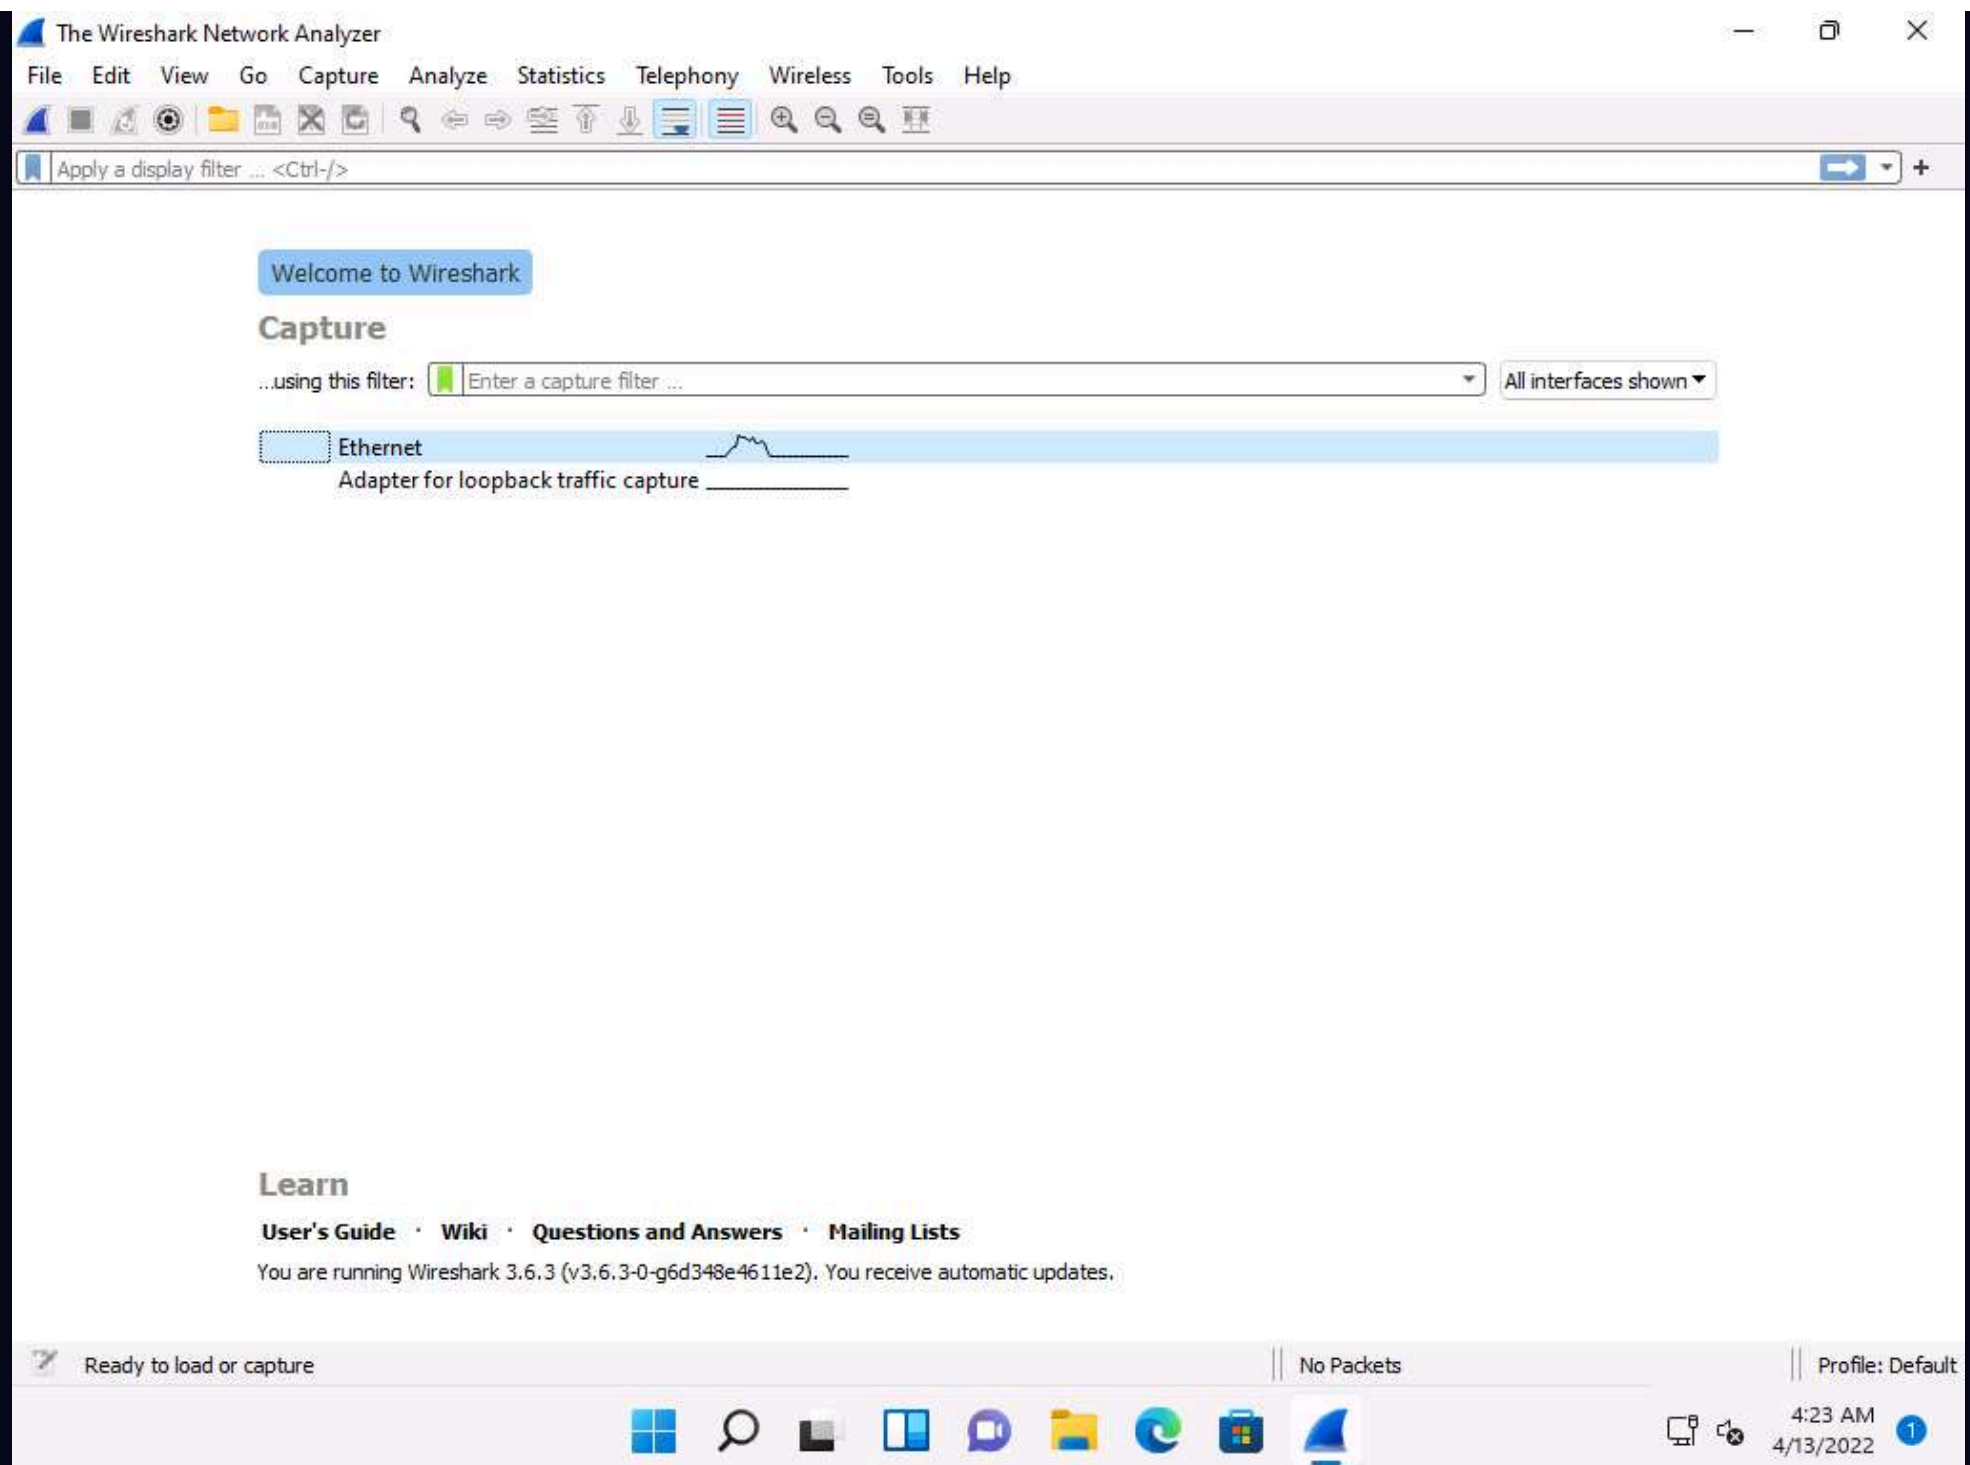 The Wireshark Network Analyzer
File Edit View Go Capture Analyze Statistics Telephony Wireless Tools Help
Apply a display filter ... <Ctrl-/>
Welcome to Wireshark
Capture
...using this filter: Enter a capture filter ... All interfaces shown
Ethernet
Adapter for loopback traffic capture
Learn
User's Guide · Wiki · Questions and Answers · Mailing Lists
You are running Wireshark 3.6.3 (v3.6.3-0-g6d348e4611e2). You receive automatic updates.
Ready to load or capture No Packets Profile: Default
4:23 AM
4/13/2022
1